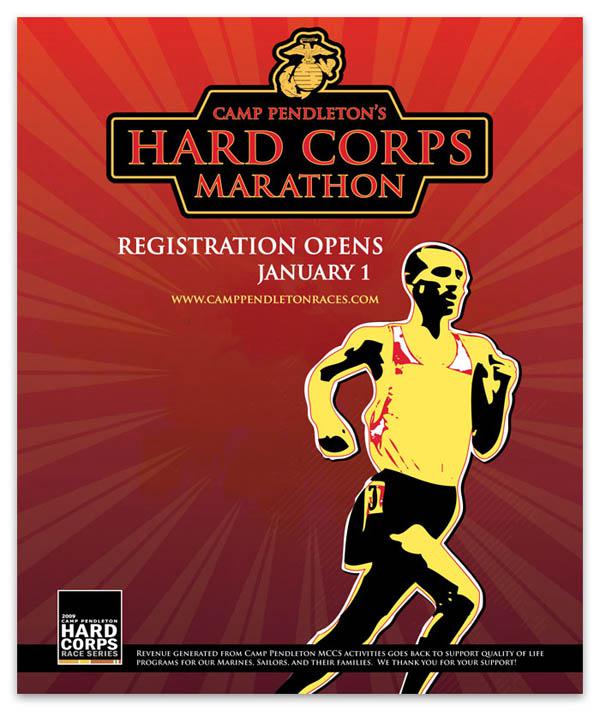 CAMP PENDLETON'S
HARD CORPS
MARATHON
REGISTRATION OPENS
JANUARY 1
WWW.CAMPPENDLETONRACES.COM
2009
CAMP PENDLETON
HARD
CORPS
RACE SERIES
REVENUE GENERATED FROM CAMP PENDLETON MCCS ACTIVITIES GOES BACK TO SUPPORT QUALITY OF LIFE
PROGRAMS FOR OUR MARINES, SAILORS, AND THEIR FAMILIES. WE THANK YOU FOR YOUR SUPPORT!